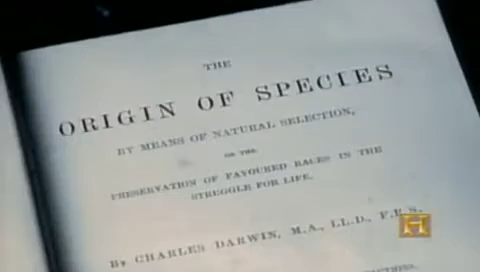 THE
ORIGIN OF SPECIES
BY MEANS OF NATURAL SELECTION,
OR THE
PRESERVATION OF FAVOURED RACES IN THE
STRUGGLE FOR LIFE.
BY CHARLES DARWIN, M.A., LL.D., F.R.S.
H